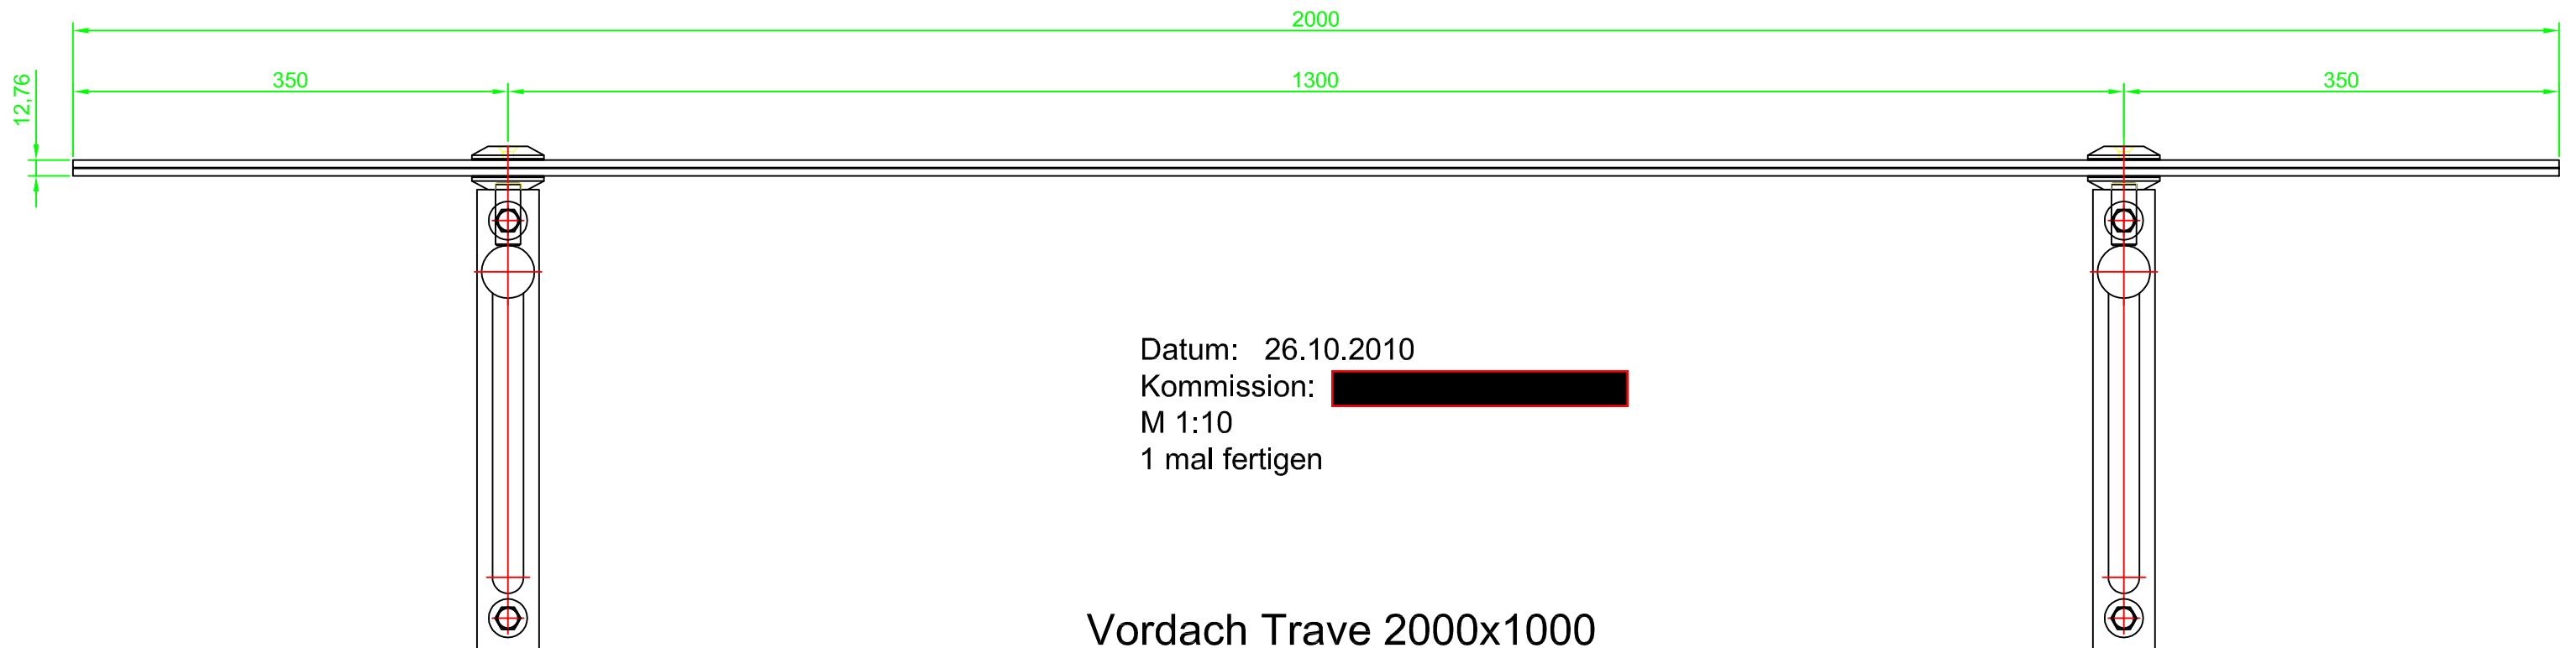 2000
350 1300 350
12,76
Datum: 26.10.2010
Kommission:
M 1:10
1 mal fertigen
Vordach Trave 2000x1000